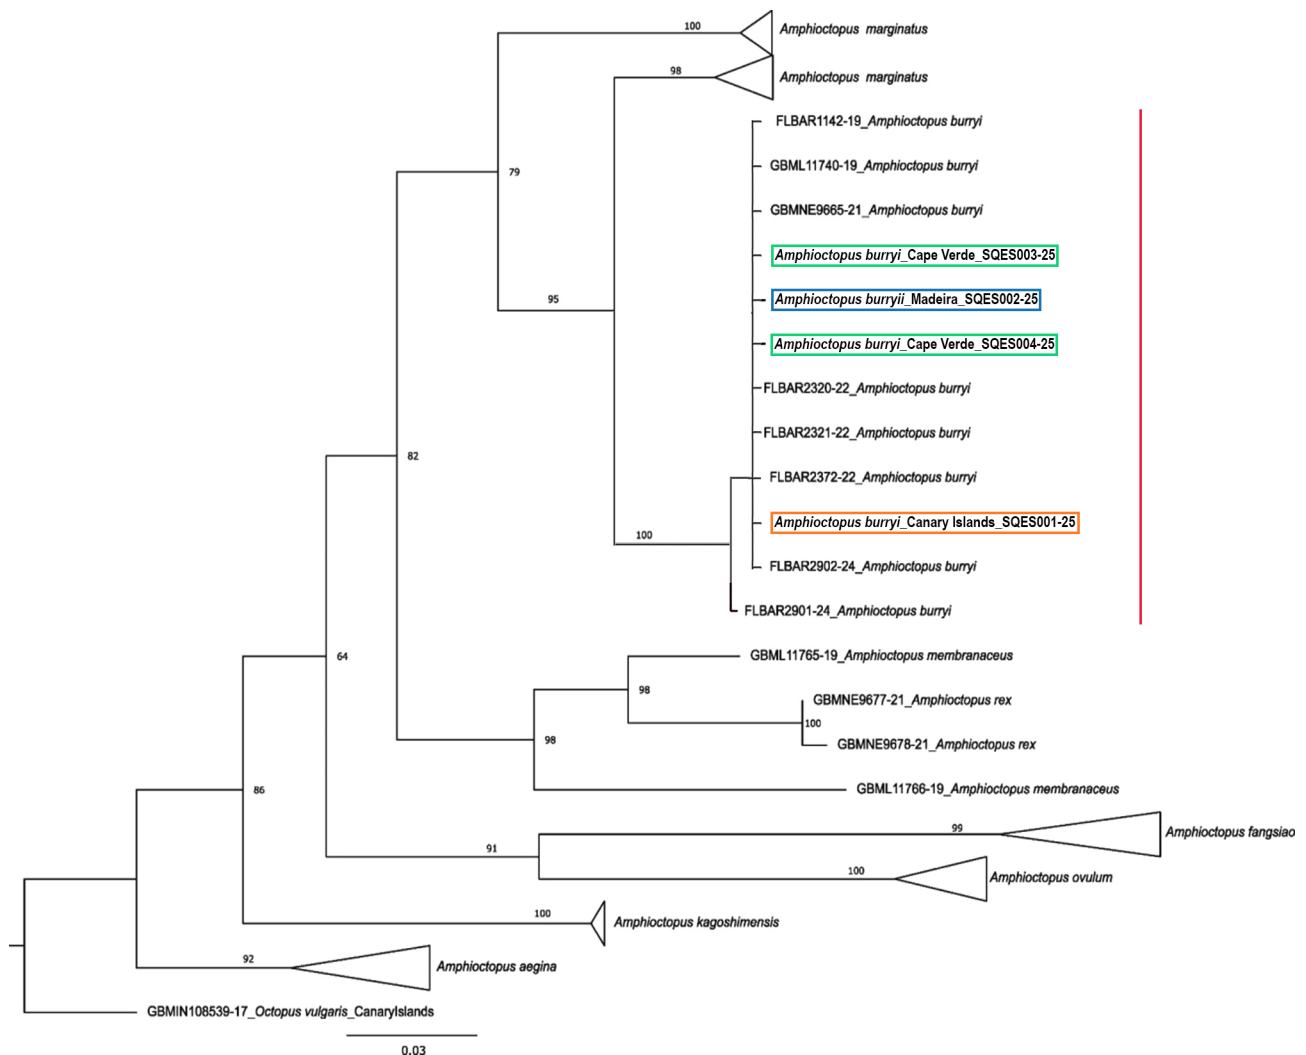 100
Amphioctopus marginatus
98
Amphioctopus marginatus
FLBAR1142-19_Amphioctopus burryi
GBML11740-19_Amphioctopus burryi
79
GBMNE9665-21_Amphioctopus burryi
Amphioctopus burryi_Cape Verde_SQES003-25
95
Amphioctopus burryii_Madeira_SQES002-25
Amphioctopus burryi_Cape Verde_SQES004-25
FLBAR2320-22_Amphioctopus burryi
FLBAR2321-22_Amphioctopus burryi
82
FLBAR2372-22_Amphioctopus burryi
Amphioctopus burryi_Canary Islands_SQES001-25
100
FLBAR2902-24_Amphioctopus burryi
FLBAR2901-24_Amphioctopus burryi
64
GBML11765-19_Amphioctopus membranaceus
98
GBMNE9677-21_Amphioctopus rex
100
98
GBMNE9678-21_Amphioctopus rex
86
GBML11766-19_Amphioctopus membranaceus
99
Amphioctopus fangsiao
91
100
Amphioctopus ovulum
100
Amphioctopus kagoshimensis
92
Amphioctopus aegina
GBMIN108539-17_Octopus vulgaris_CanaryIslands
0.03